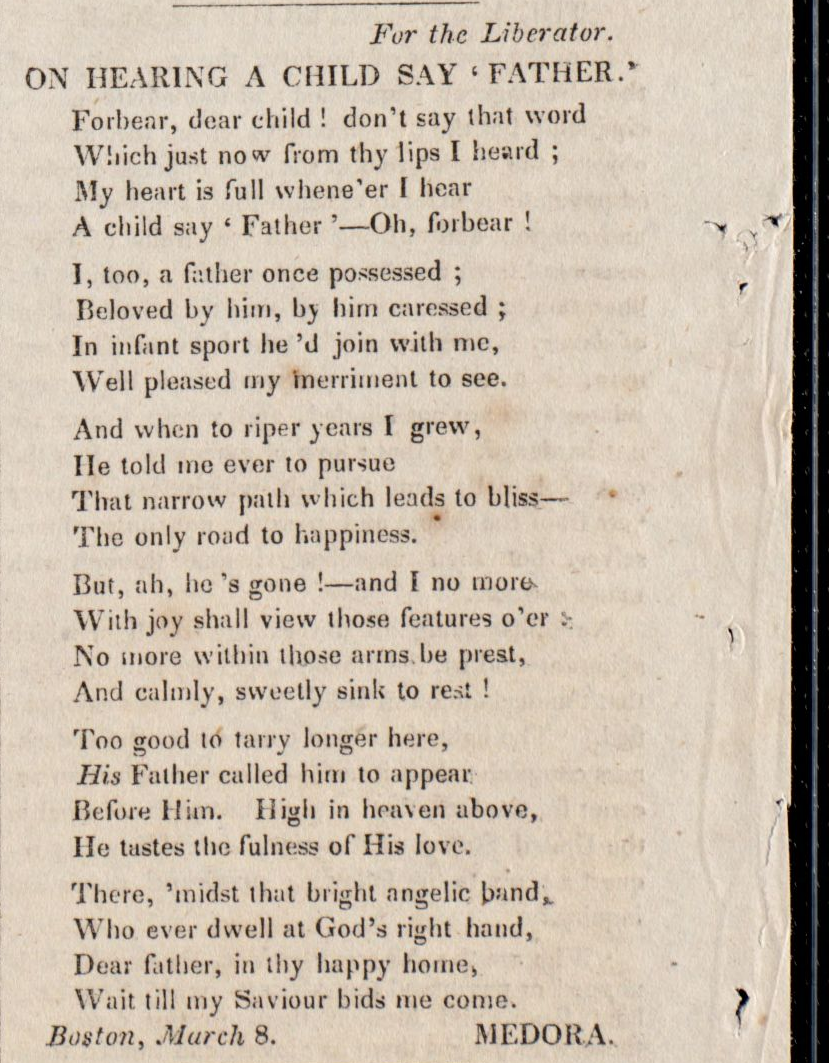 For the Liberator.
ON HEARING A CHILD SAY ‘FATHER.’
Forbear, dear child ! don't say that word
Which just now from thy lips I heard ;
My heart is full whene'er I hear
A child say ‘ Father ’—Oh, forbear !
I, too, a father once possessed ;
Beloved by him, by him caressed ;
In infant sport he 'd join with me,
Well pleased my merriment to see.
And when to riper years I grew,
He told me ever to pursue
That narrow path which leads to bliss—
The only road to happiness.
But, ah, he 's gone !—and I no more
With joy shall view those features o'er ;
No more within those arms be prest,
And calmly, sweetly sink to rest !
Too good to tarry longer here,
His Father called him to appear
Before Him. High in heaven above,
He tastes the fulness of His love.
There, 'midst that bright angelic band,
Who ever dwell at God's right hand,
Dear father, in thy happy home,
Wait till my Saviour bids me come.
Boston, March 8. MEDORA.